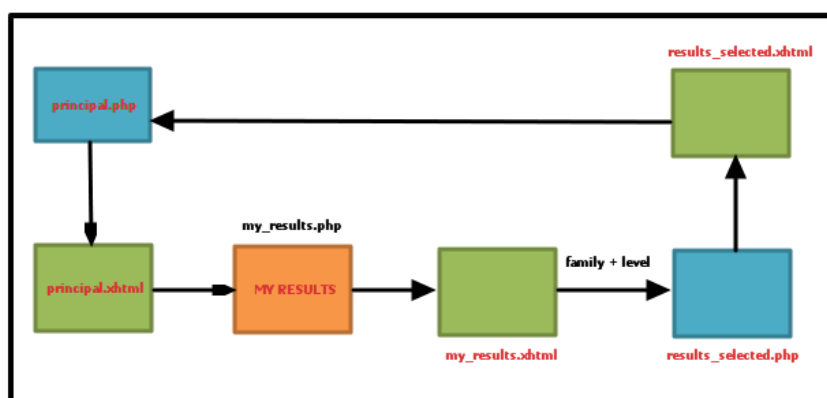 results_selected.xhtml
principal.php
my_results.php
principal.xhtml
MY RESULTS
family + level
my_results.xhtml
results_selected.php